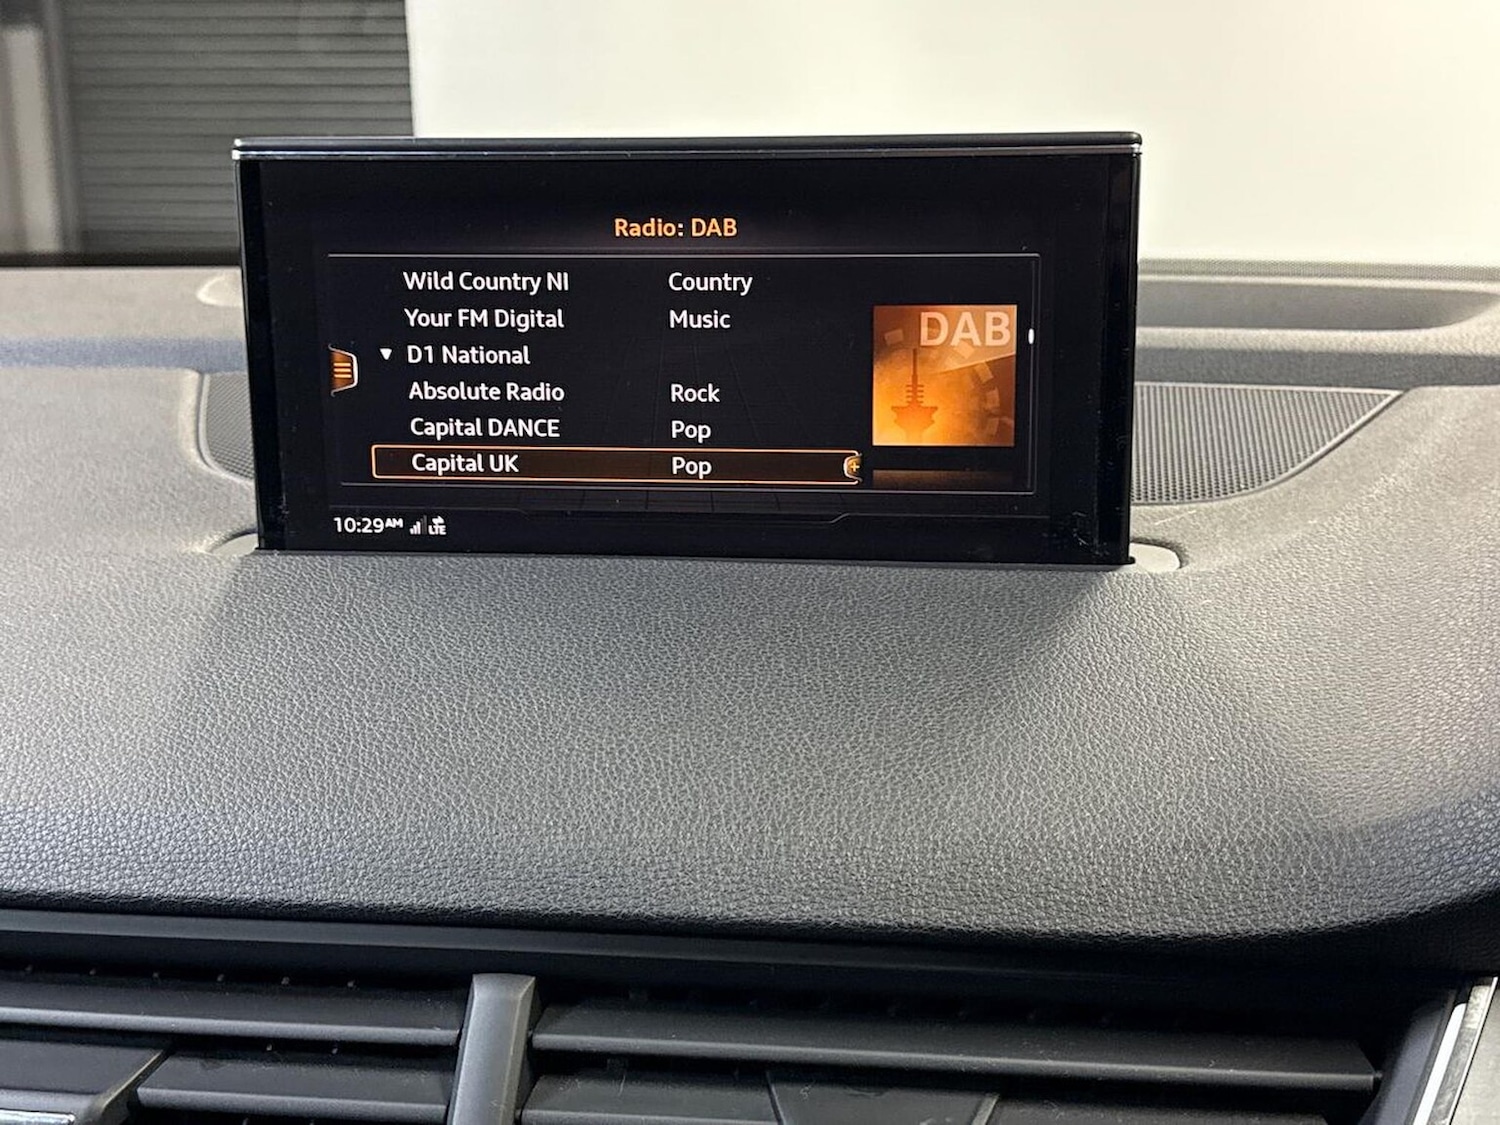 Radio: DAB
Wild Country NI Country
Your FM Digital Music
D1 National
Absolute Radio Rock
Capital DANCE Pop
Capital UK Pop
DAB
10:29AM LTE